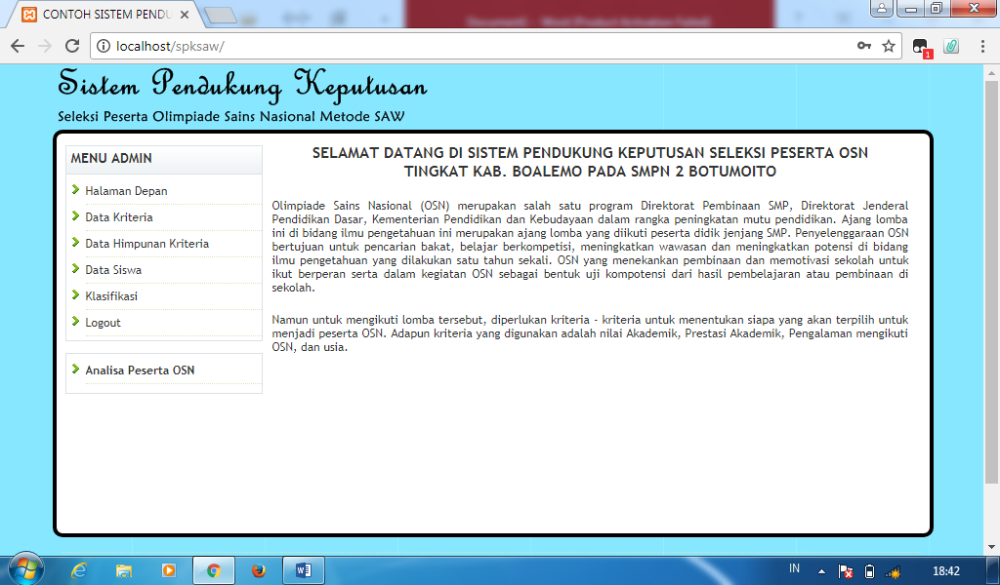 CONTOH SISTEM PENDU
localhost/spksaw/
1
Sistem Pendukung Keputusan
Seleksi Peserta Olimpiade Sains Nasional Metode SAW
MENU ADMIN
Halaman Depan
Data Kriteria
Data Himpunan Kriteria
Data Siswa
Klasifikasi
Logout
Analisa Peserta OSN
SELAMAT DATANG DI SISTEM PENDUKUNG KEPUTUSAN SELEKSI PESERTA OSN
TINGKAT KAB. BOALEMO PADA SMPN 2 BOTUMOITO
Olimpiade Sains Nasional (OSN) merupakan salah satu program Direktorat Pembinaan SMP, Direktorat Jenderal
Pendidikan Dasar, Kementerian Pendidikan dan Kebudayaan dalam rangka peningkatan mutu pendidikan. Ajang lomba
ini di bidang ilmu pengetahuan ini merupakan ajang lomba yang diikuti peserta didik jenjang SMP. Penyelenggaraan OSN
bertujuan untuk pencarian bakat, belajar berkompetisi, meningkatkan wawasan dan meningkatkan potensi di bidang
ilmu pengetahuan yang dilakukan satu tahun sekali. OSN yang menekankan pembinaan dan memotivasi sekolah untuk
ikut berperan serta dalam kegiatan OSN sebagai bentuk uji kompetensi dari hasil pembelajaran atau pembinaan di
sekolah.
Namun untuk mengikuti lomba tersebut, diperlukan kriteria - kriteria untuk menentukan siapa yang akan terpilih untuk
menjadi peserta OSN. Adapun kriteria yang digunakan adalah nilai Akademik, Prestasi Akademik, Pengalaman mengikuti
OSN, dan usia.
IN
18:42